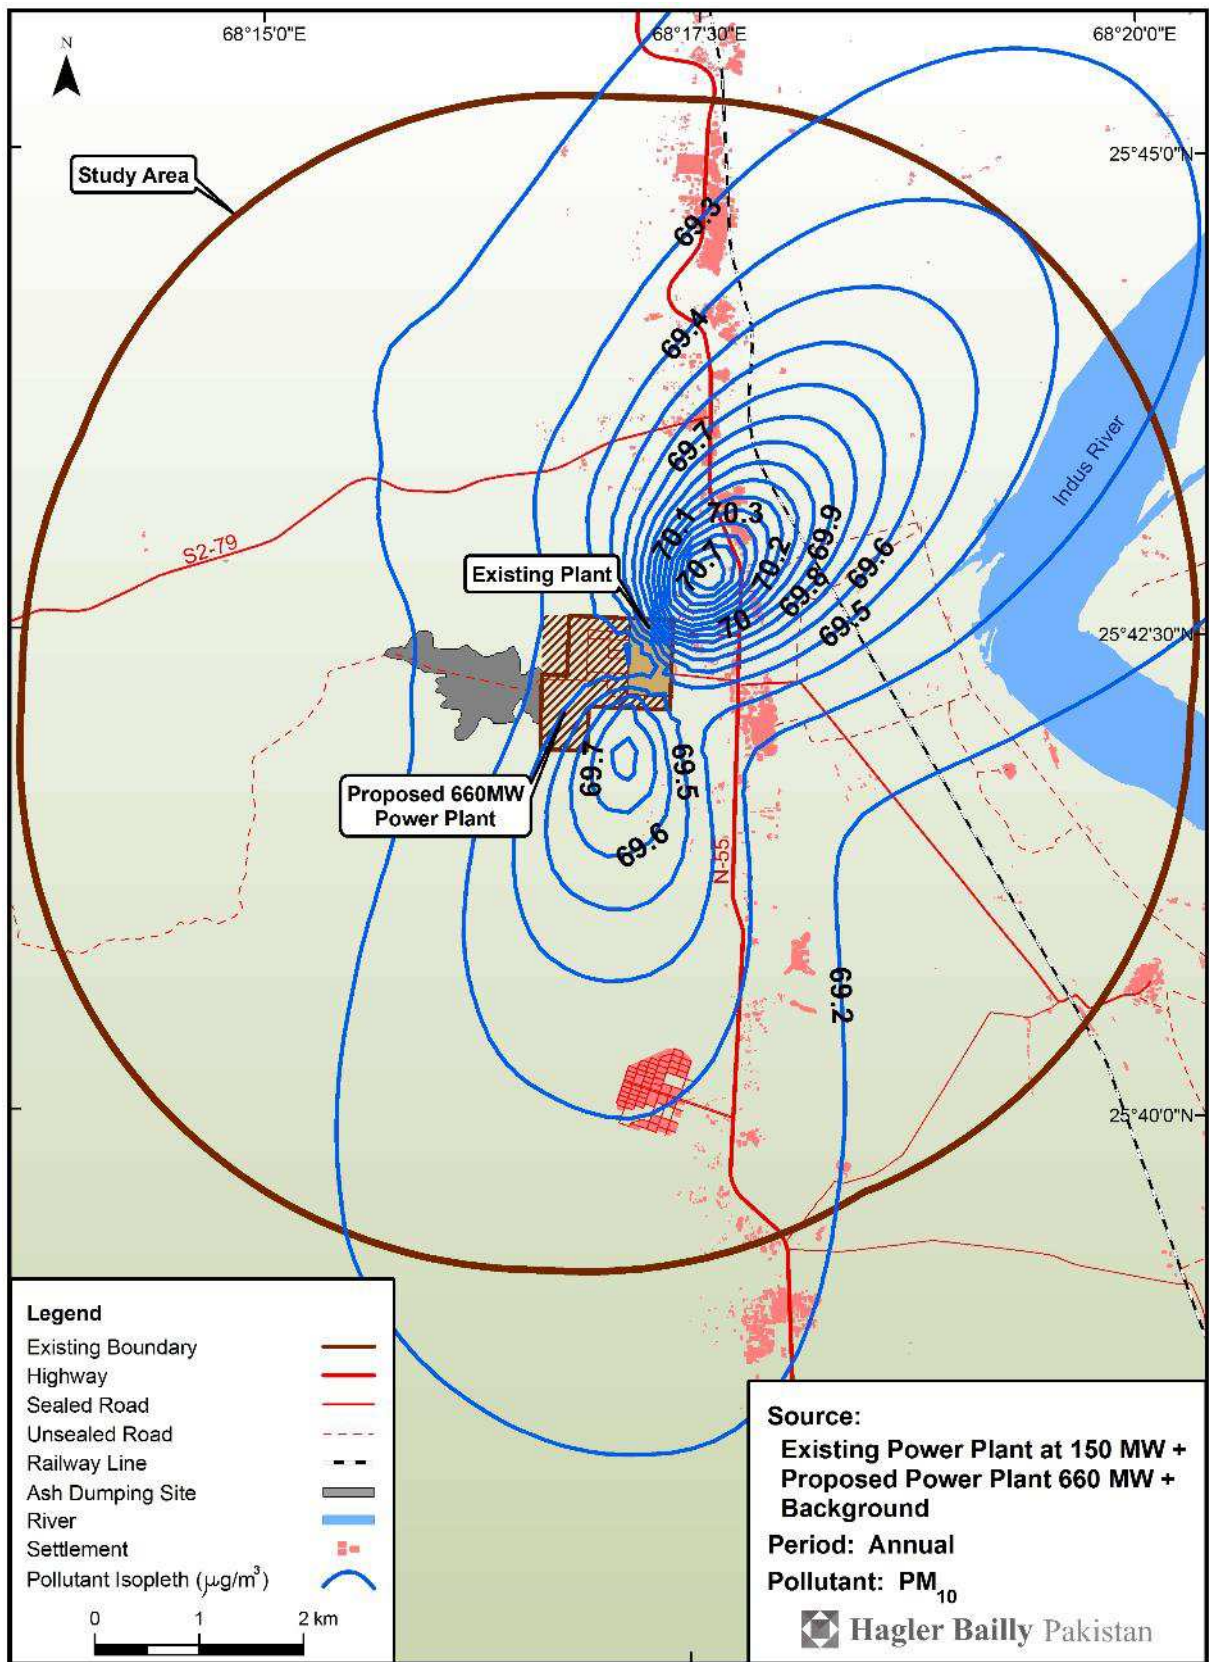 68°15'0"E
68°17'30"E
68°20'0"E
N
25°45'0"N
Study Area
69.3
69.4
69.7
Indus River
70.3
70.1
69.9
S2-79
70.2
70.7
69.6
Existing Plant
69.8
70
69.5
25°42'30"N
69.7
69.5
Proposed 660MW
Power Plant
69.6
N-55
69.2
25°40'0"N
Legend
Existing Boundary
Highway
Sealed Road
Unsealed Road
Railway Line
Ash Dumping Site
River
Settlement
Pollutant Isopleth (µg/m³)
0 1 2 km
Source:
Existing Power Plant at 150 MW +
Proposed Power Plant 660 MW +
Background
Period: Annual
Pollutant: PM₁₀
Hagler Bailly Pakistan